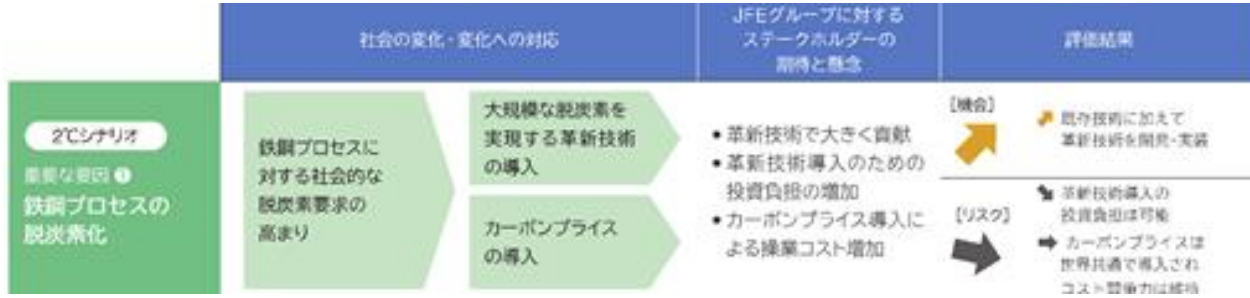 社会の変化・変化への対応
JFEグループに対する
ステークホルダーの
期待と懸念
評価結果
2℃シナリオ
重要な要因❶
鉄鋼プロセスの
脱炭素化
鉄鋼プロセスに
対する社会的な
脱炭素要求の
高まり
大規模な脱炭素を
実現する革新技術
の導入
カーボンプライス
の導入
• 革新技術で大きく貢献
• 革新技術導入のための
投資負担の増加
• カーボンプライス導入に
よる操業コスト増加
[機会]
既存技術に加えて
革新技術を開発・実装
[リスク]
革新技術導入の
投資負担は可能
カーボンプライスは
世界共通で導入され
コスト競争力は維持